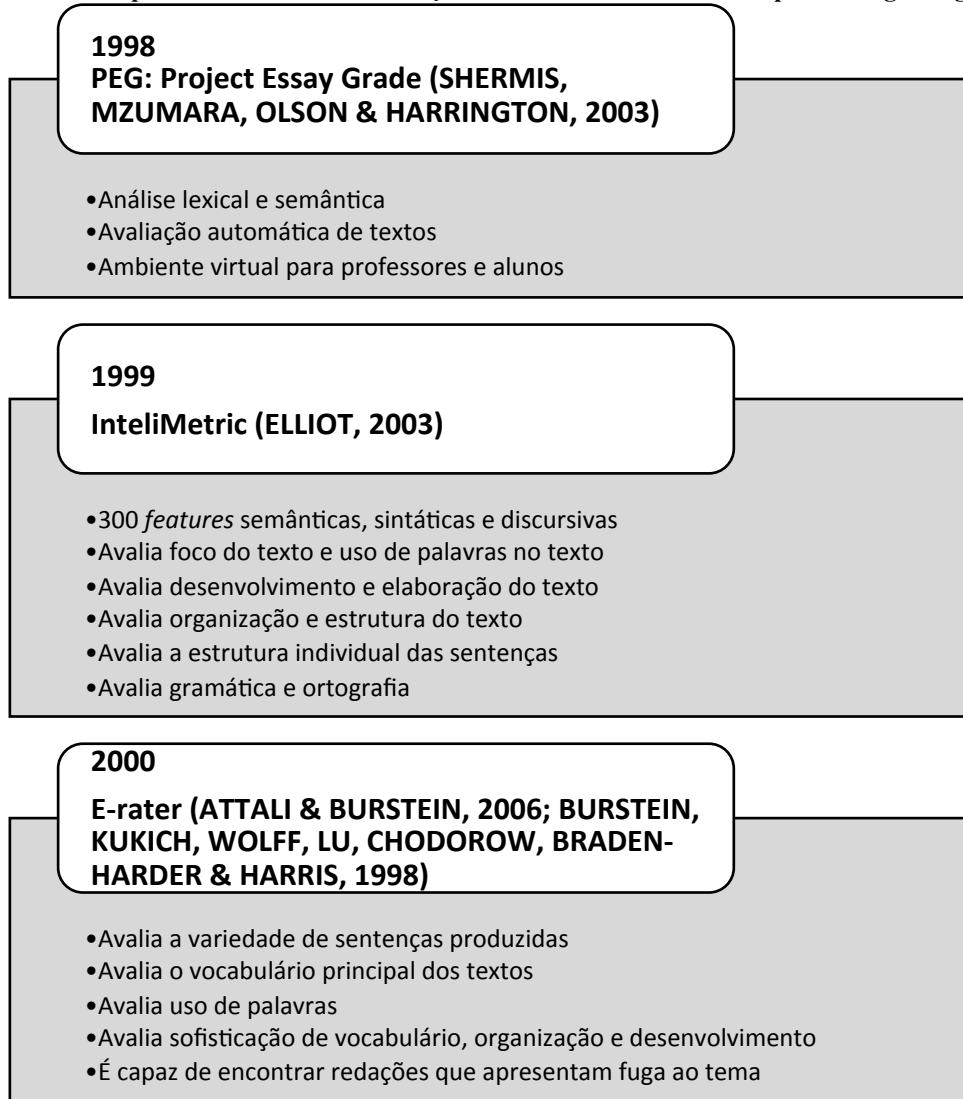 1998
PEG: Project Essay Grade (SHERMIS,
MZUMARA, OLSON & HARRINGTON, 2003)
•Análise lexical e semântica
•Avaliação automática de textos
•Ambiente virtual para professores e alunos
1999
InteliMetric (ELLIOT, 2003)
•300 features semânticas, sintáticas e discursivas
•Avalia foco do texto e uso de palavras no texto
•Avalia desenvolvimento e elaboração do texto
•Avalia organização e estrutura do texto
•Avalia a estrutura individual das sentenças
•Avalia gramática e ortografia
2000
E-rater (ATTALI & BURSTEIN, 2006; BURSTEIN,
KUKICH, WOLFF, LU, CHODOROW, BRADEN-
HARDER & HARRIS, 1998)
•Avalia a variedade de sentenças produzidas
•Avalia o vocabulário principal dos textos
•Avalia uso de palavras
•Avalia sofisticação de vocabulário, organização e desenvolvimento
•É capaz de encontrar redações que apresentam fuga ao tema